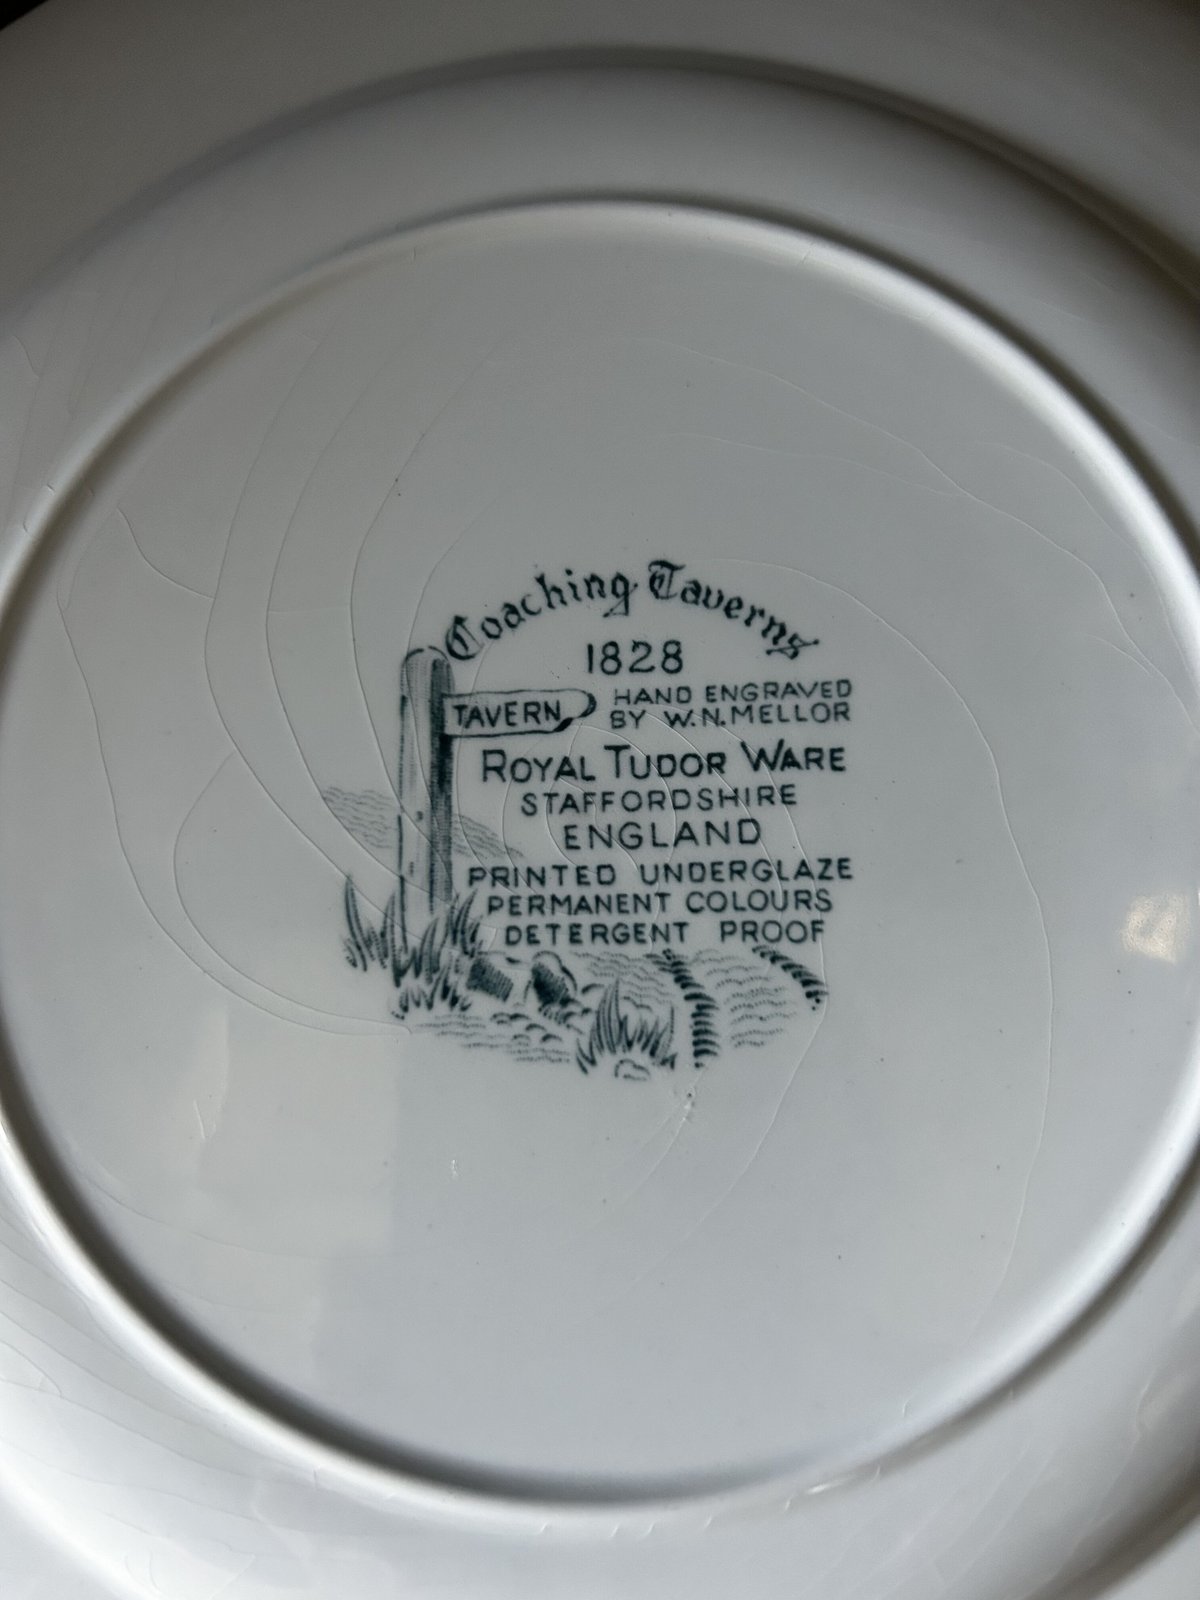 Coaching Taverns
1828
TAVERN
HAND ENGRAVED
BY W.N.MELLOR
ROYAL TUDOR WARE
STAFFORDSHIRE
ENGLAND
PRINTED UNDERGLAZE
PERMANENT COLOURS
DETERGENT PROOF